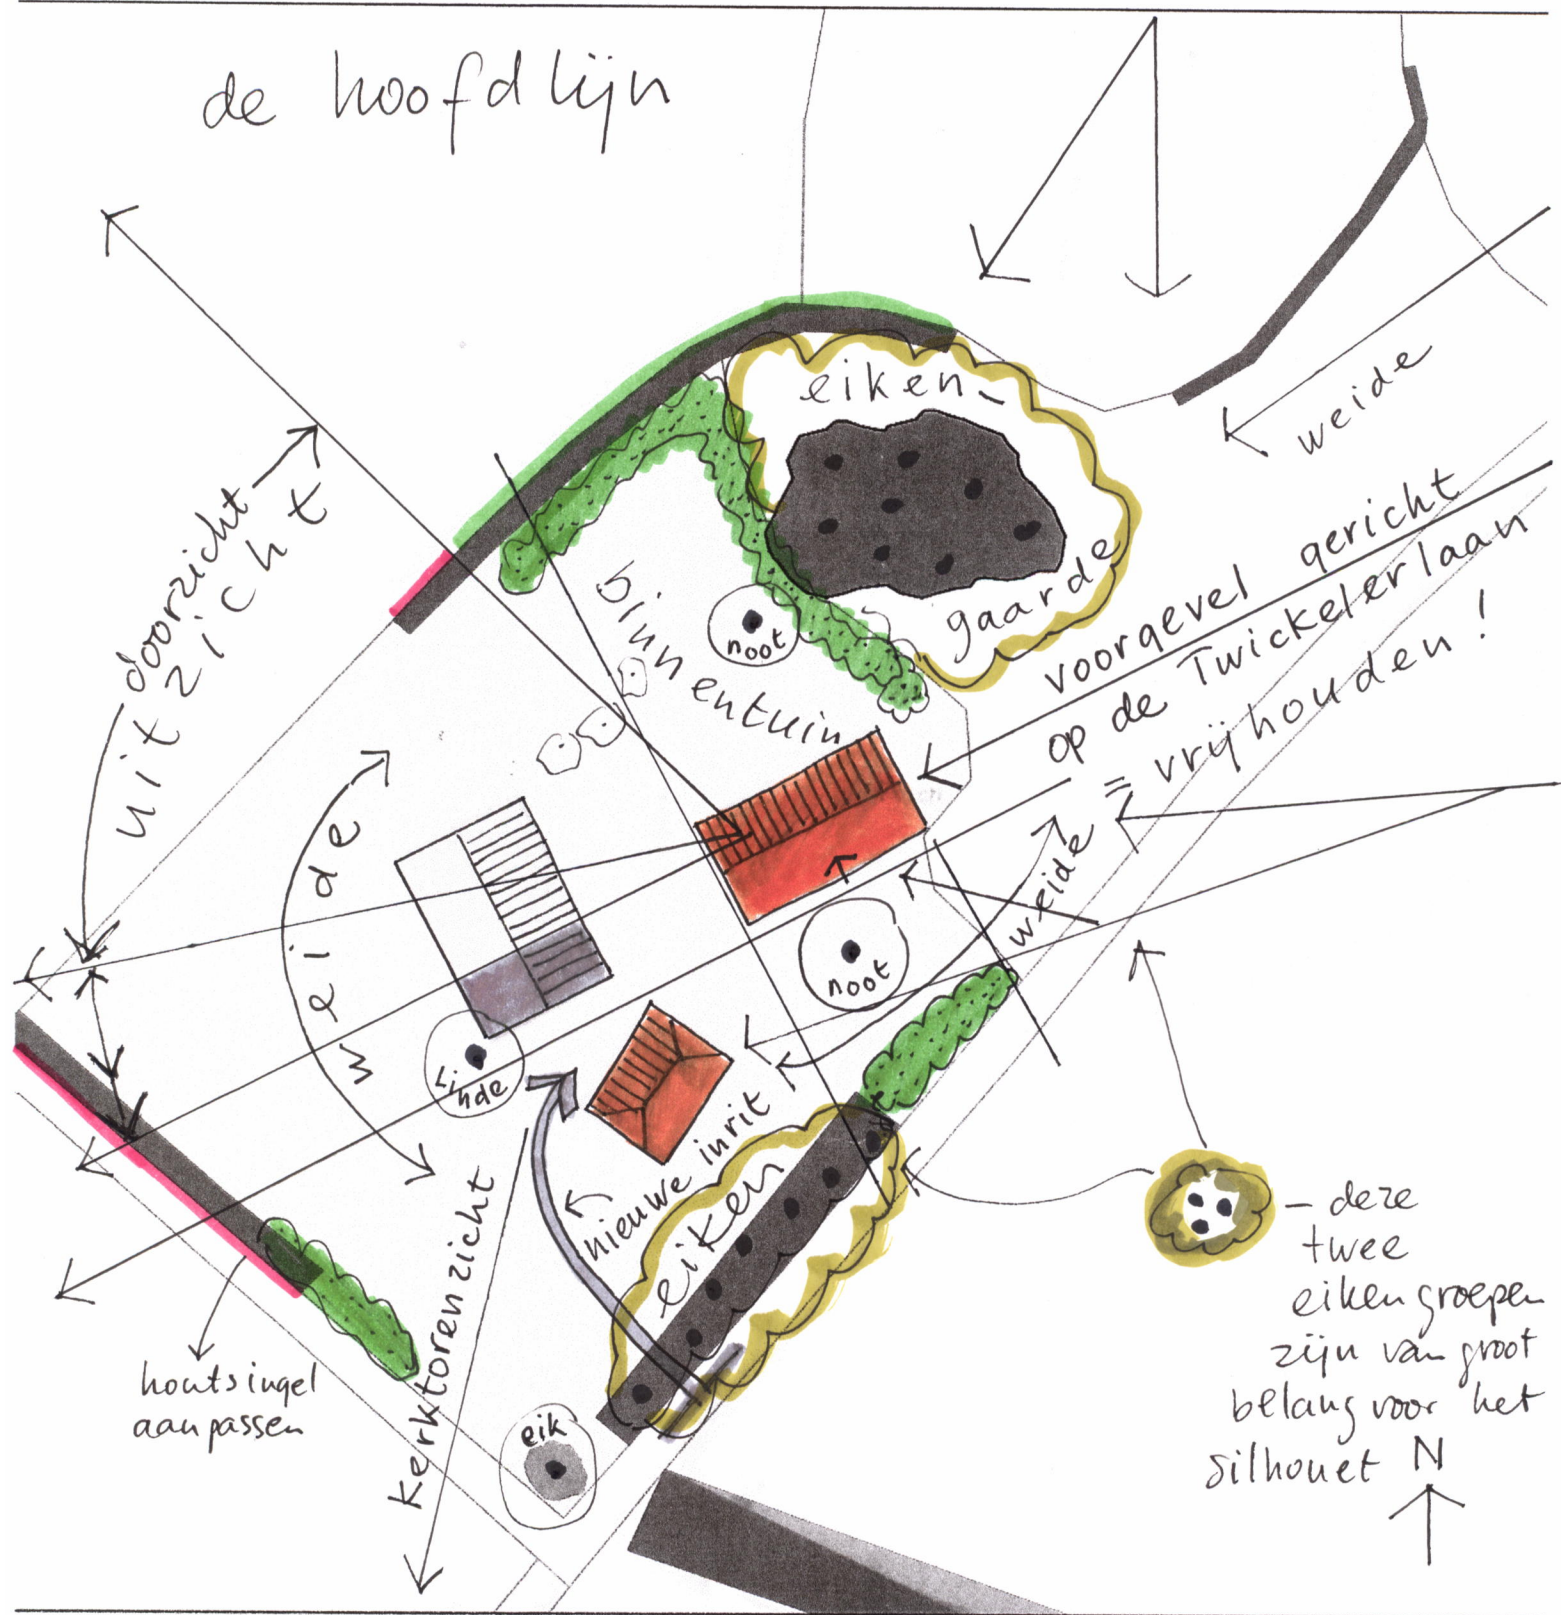 de hoofdlijn
eiken-
gaarde
weide
doorzicht
uitzicht
binnentuin
noot
voorgevel gericht
op de Twickelerlaan
= vrijhouden!
weide
weide
noot
Linde
nieuwe inrit
eiken
kerktorenzicht
houtsingel
aanpassen
eik
- deze
twee
eikengroepen
zijn van groot
belang voor het
silhouet
N